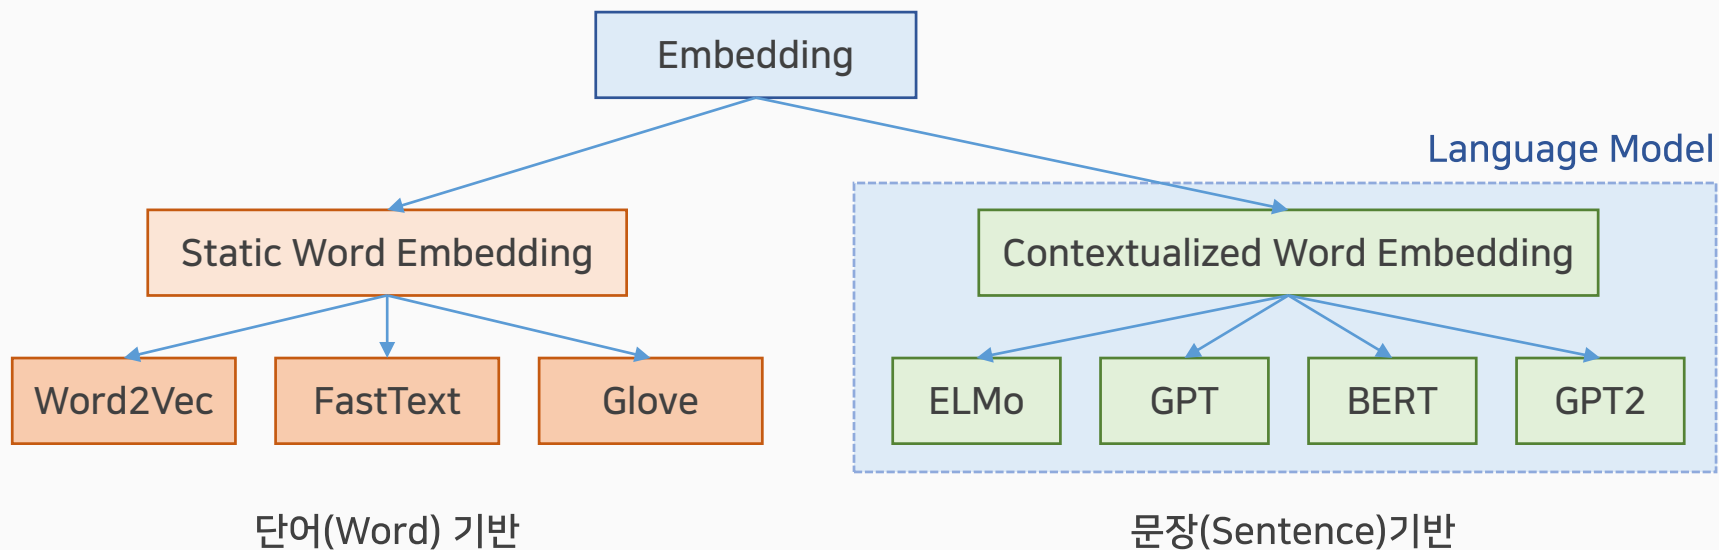 Embedding
Language Model
Static Word Embedding
Contextualized Word Embedding
Word2Vec
FastText
Glove
ELMo
GPT
BERT
GPT2
단어(Word) 기반
문장(Sentence)기반